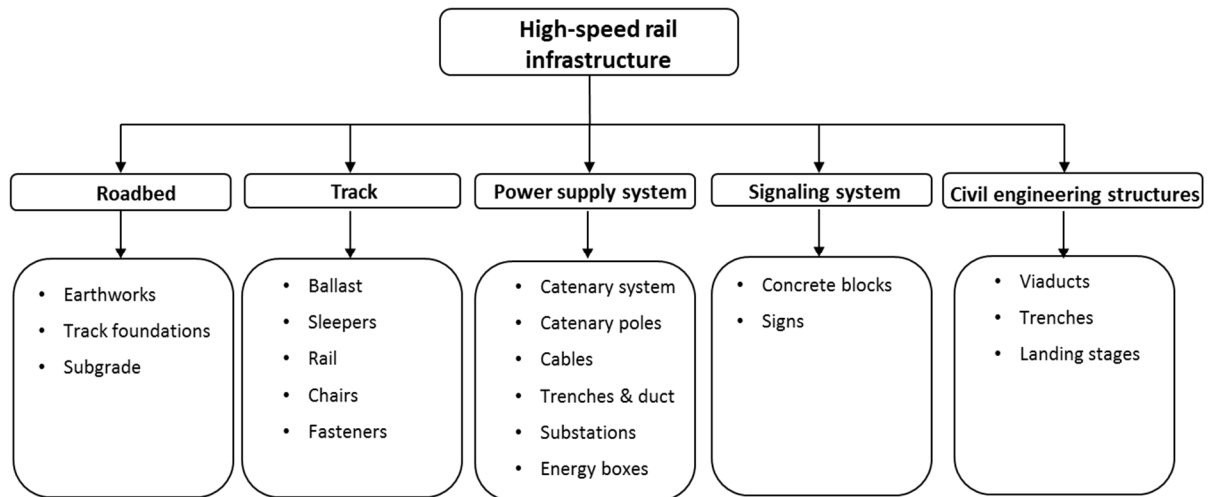 High-speed rail
infrastructure
Roadbed
Track
Power supply system
Signaling system
Civil engineering structures
• Earthworks
• Track foundations
• Subgrade
• Ballast
• Sleepers
• Rail
• Chairs
• Fasteners
• Catenary system
• Catenary poles
• Cables
• Trenches & duct
• Substations
• Energy boxes
• Concrete blocks
• Signs
• Viaducts
• Trenches
• Landing stages